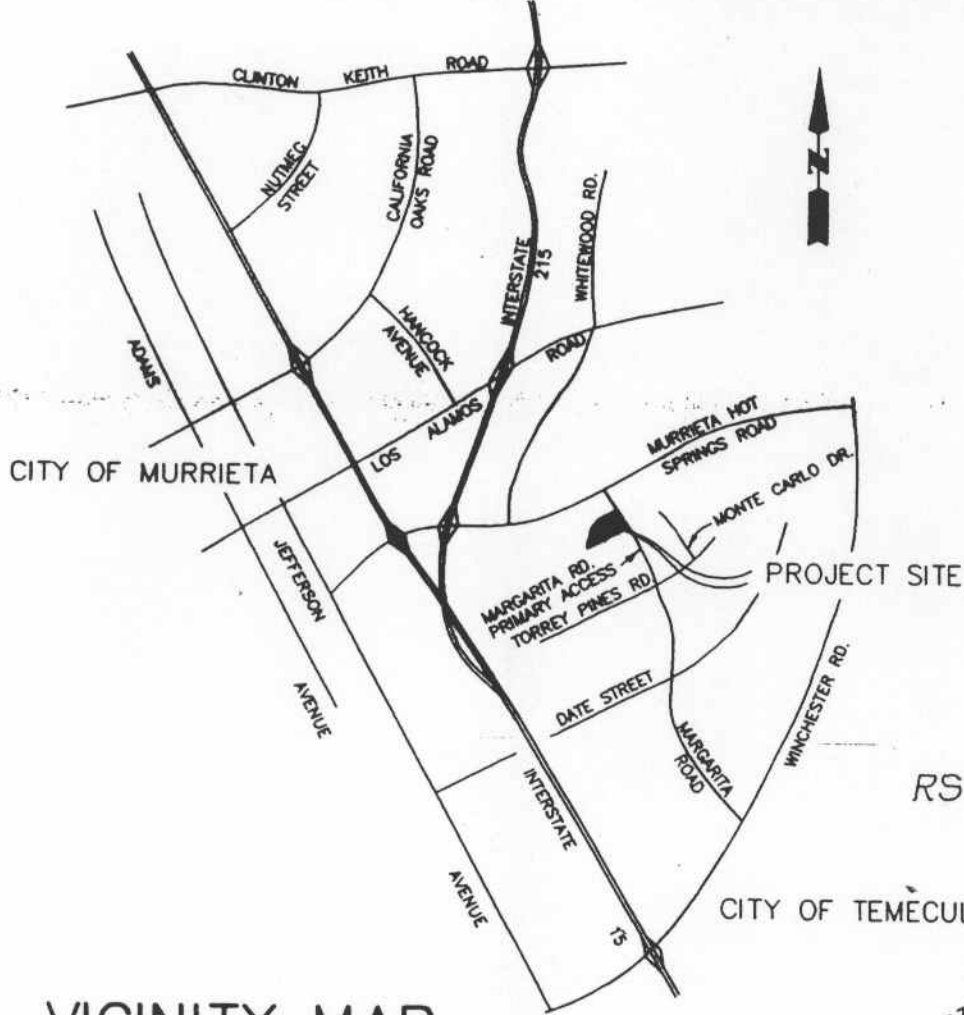 CLINTON KEITH ROAD
NUTMEG
STREET
CALIFORNIA
OAKS ROAD
INTERSTATE
215
WHITEWOOD RD.
N
HANCOCK
AVENUE
ADAMS
LOS ALAMOS ROAD
MURRIETA HOT
SPRINGS ROAD
CITY OF MURRIETA
MONTE CARLO DR.
JEFFERSON
MARGARITA RD.
PRIMARY ACCESS
TORREY PINES RD.
PROJECT SITE
AVENUE
DATE STREET
WINCHESTER RD.
MARGARITA
ROAD
INTERSTATE
RS
AVENUE
15
CITY OF TEMECUL
VICINITY MAP